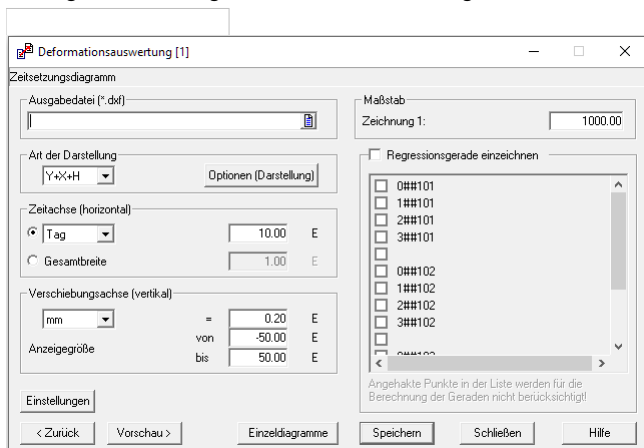 Deformationsauswertung [1]
Zeitsetzungsdiagramm
Ausgabedatei (*.dxf)
Maßstab
Zeichnung 1: 1000.00
Art der Darstellung
Y+X+H
Optionen (Darstellung)
Regressionsgerade einzeichnen
0##101
1##101
2##101
3##101
0##102
1##102
2##102
3##102
Zeitachse (horizontal)
Tag 10.00 E
Gesamtbreite 1.00 E
Verschiebungsachse (vertikal)
mm = 0.20 E
Anzeigegröße
von -50.00 E
bis 50.00 E
Angehakte Punkte in der Liste werden für die
Berechnung der Geraden nicht berücksichtigt!
Einstellungen
< Zurück
Vorschau >
Einzeldiagramme
Speichern
Schließen
Hilfe